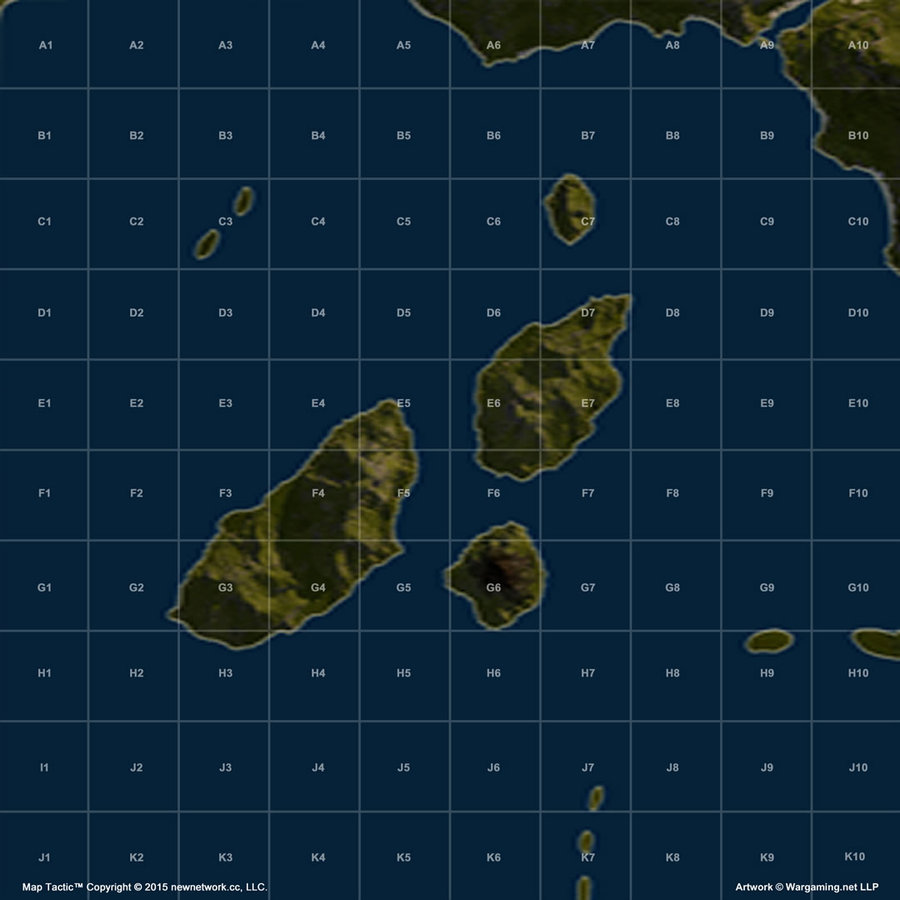 A1 A2 A3 A4 A5 A6 A7 A8 A9 A10
B1 B2 B3 B4 B5 B6 B7 B8 B9 B10
C1 C2 C3 C4 C5 C6 C7 C8 C9 C10
D1 D2 D3 D4 D5 D6 D7 D8 D9 D10
E1 E2 E3 E4 E5 E6 E7 E8 E9 E10
F1 F2 F3 F4 F5 F6 F7 F8 F9 F10
G1 G2 G3 G4 G5 G6 G7 G8 G9 G10
H1 H2 H3 H4 H5 H6 H7 H8 H9 H10
I1 J2 J3 J4 J5 J6 J7 J8 J9 J10
J1 K2 K3 K4 K5 K6 K7 K8 K9 K10
Map Tactic™ Copyright © 2015 newnetwork.cc, LLC. Artwork © Wargaming.net LLP